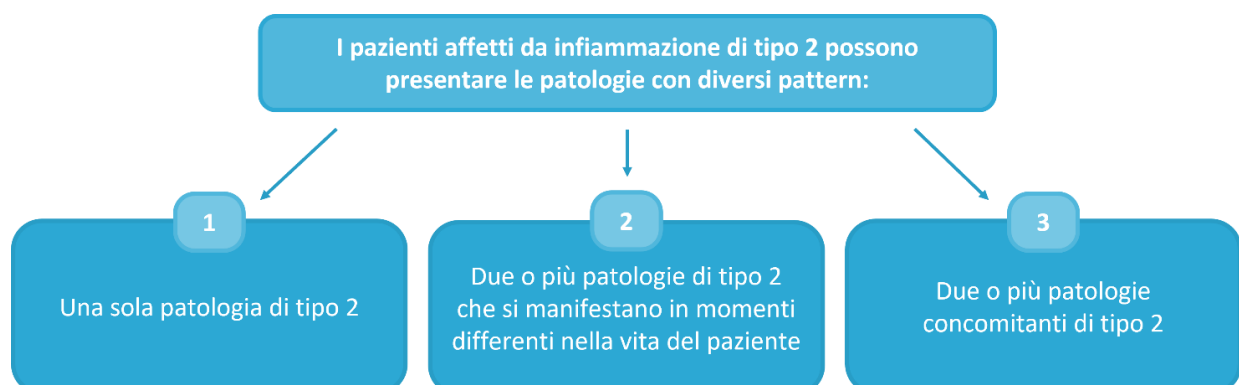 I pazienti affetti da infiammazione di tipo 2 possono
presentare le patologie con diversi pattern:
1
Una sola patologia di tipo 2
2
Due o più patologie di tipo 2
che si manifestano in momenti
differenti nella vita del paziente
3
Due o più patologie
concomitanti di tipo 2